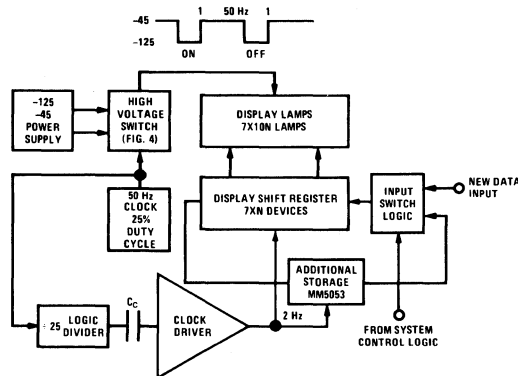 -45
1
50 Hz
1
-125
ON
OFF
-125
-45
POWER
SUPPLY
HIGH
VOLTAGE
SWITCH
(FIG. 4)
DISPLAY LAMPS
7X10N LAMPS
50 Hz
CLOCK
25%
DUTY
CYCLE
DISPLAY SHIFT REGISTER
7XN DEVICES
INPUT
SWITCH
LOGIC
NEW DATA
INPUT
ADDITIONAL
STORAGE
MM5053
÷ 25 LOGIC
DIVIDER
CC
CLOCK
DRIVER
2 Hz
FROM SYSTEM
CONTROL LOGIC